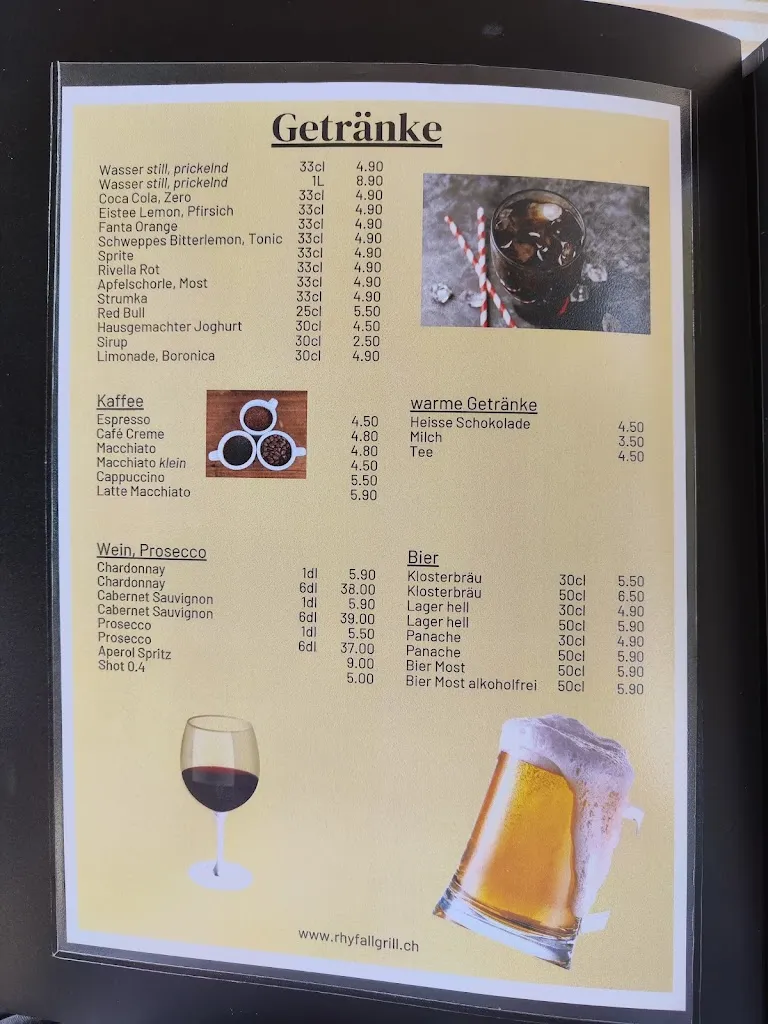 Getränke
Wasser still, prickelnd 33cl 4.90
Wasser still, prickelnd 1L 8.90
Coca Cola, Zero 33cl 4.90
Eistee Lemon, Pfirsich 33cl 4.90
Fanta Orange 33cl 4.90
Schweppes Bitterlemon, Tonic 33cl 4.90
Sprite 33cl 4.90
Rivella Rot 33cl 4.90
Apfelschorle, Most 33cl 4.90
Strumka 33cl 4.90
Red Bull 25cl 5.50
Hausgemachter Joghurt 30cl 4.50
Sirup 30cl 2.50
Limonade, Boronica 30cl 4.90
Kaffee
Espresso 4.50
Café Creme 4.80
Macchiato 4.80
Macchiato klein 4.50
Cappuccino 5.50
Latte Macchiato 5.90
warme Getränke
Heisse Schokolade 4.50
Milch 3.50
Tee 4.50
Wein, Prosecco
Chardonnay 1dl 5.90
Chardonnay 6dl 38.00
Cabernet Sauvignon 1dl 5.90
Cabernet Sauvignon 6dl 39.00
Prosecco 1dl 5.50
Prosecco 6dl 37.00
Aperol Spritz 9.00
Shot 0.4 5.00
Bier
Klosterbräu 30cl 5.50
Klosterbräu 50cl 6.50
Lager hell 30cl 4.90
Lager hell 50cl 5.90
Panache 30cl 4.90
Panache 50cl 5.90
Bier Most 50cl 5.90
Bier Most alkoholfrei 50cl 5.90
www.rhyfallgrill.ch